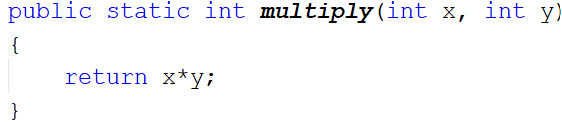 public static int multiply(int x, int y)
{
    return x*y;
}